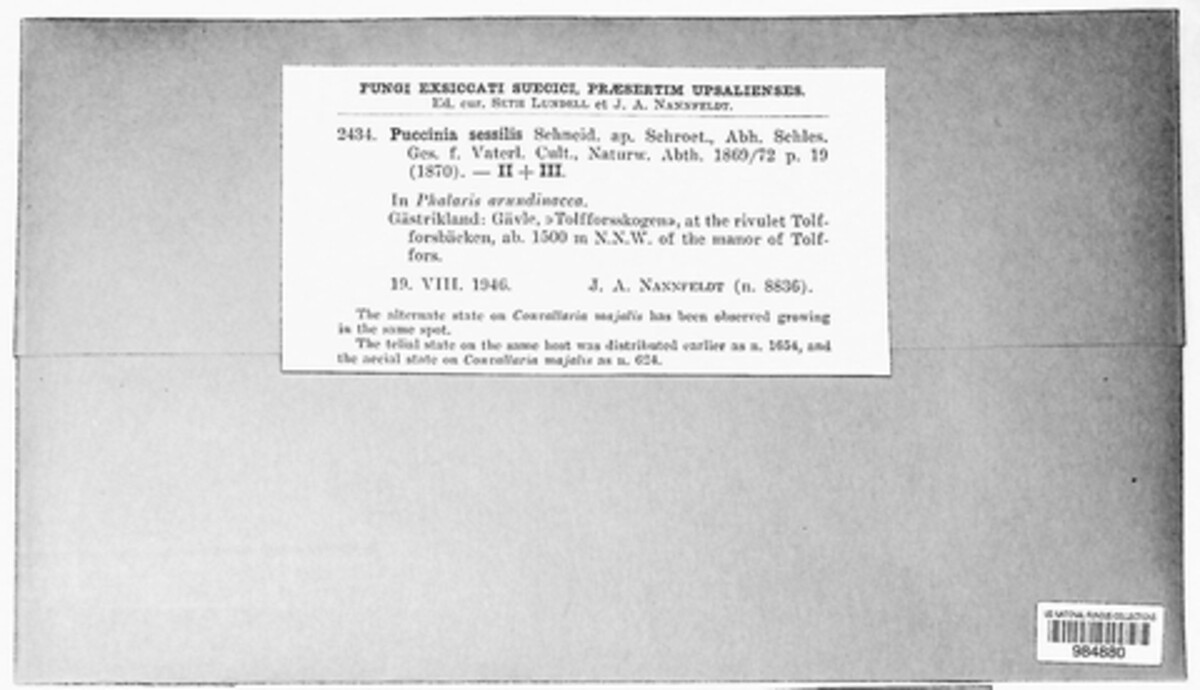 FUNGI EXSICCATI SUECICI, PRÆSERTIM UPSALIENSES.
Ed. cur. SETH LUNDELL et J. A. NANNFELDT.
2434. Puccinia sessilis Schneid. ap. Schroet., Abh. Schles.
Ges. f. Vaterl. Cult., Naturw. Abth. 1869/72 p. 19
(1870). — II + III.
In Phalaris arundinacea.
Gästrikland: Gävle, »Tolfforsskogen», at the rivulet Tolf-
forsbäcken, ab. 1500 m N.N.W. of the manor of Tolf-
fors.
19. VIII. 1946. J. A. NANNFELDT (n. 8836).
The alternate state on Convallaria majalis has been observed growing
in the same spot.
The telial state on the same host was distributed earlier as n. 1654, and
the aecial state on Convallaria majalis as n. 624.
US NATIONAL FUNGUS COLLECTIONS
984880